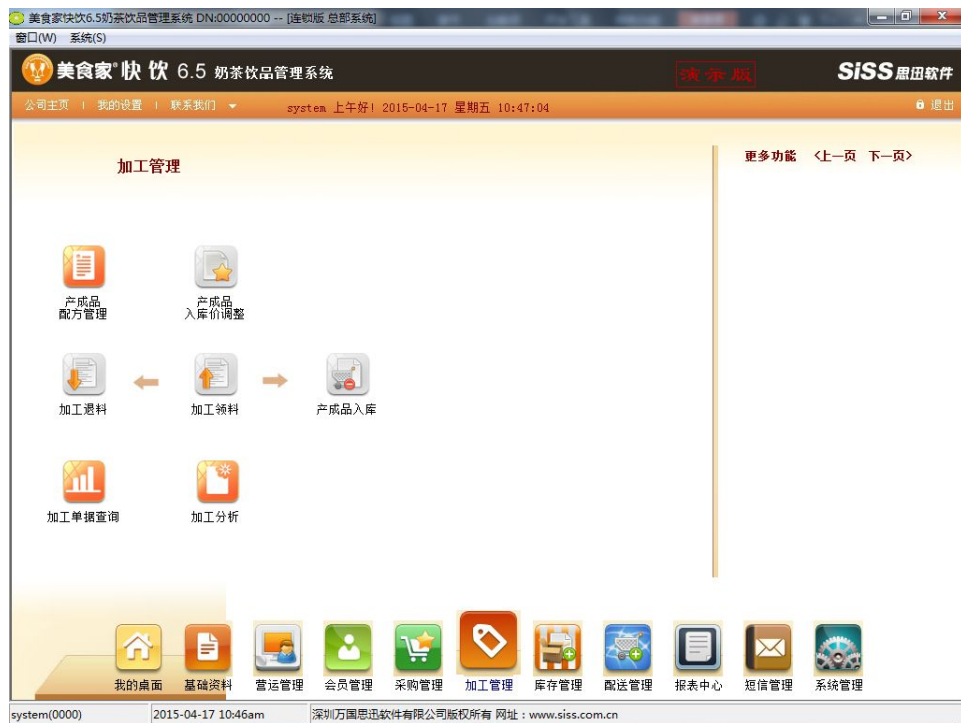 美食家快饮6.5奶茶饮品管理系统 DN:00000000 -- [连锁版 总部系统]
窗口(W) 系统(S)
美食家®快饮 6.5 奶茶饮品管理系统
演示版
SiSS 思迅软件
公司主页 | 我的设置 | 联系我们
system 上午好! 2015-04-17 星期五 10:47:04
退出
加工管理
更多功能 <上一页 下一页>
产成品
配方管理
产成品
入库价调整
加工退料
加工领料
产成品入库
加工单据查询
加工分析
我的桌面 基础资料 营运管理 会员管理 采购管理 加工管理 库存管理 配送管理 报表中心 短信管理 系统管理
system(0000) 2015-04-17 10:46am 深圳万国思迅软件有限公司版权所有 网址：www.siss.com.cn